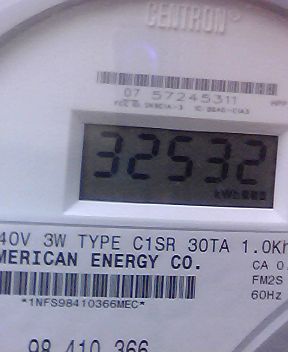 CENTRON®
07 57245311
32532
kWh
40V 3W TYPE C1SR 30TA 1.0Kh
MERICAN ENERGY CO.
CA 0.
FM2S
60Hz
*1NFS98410366MEC*
98 410 366